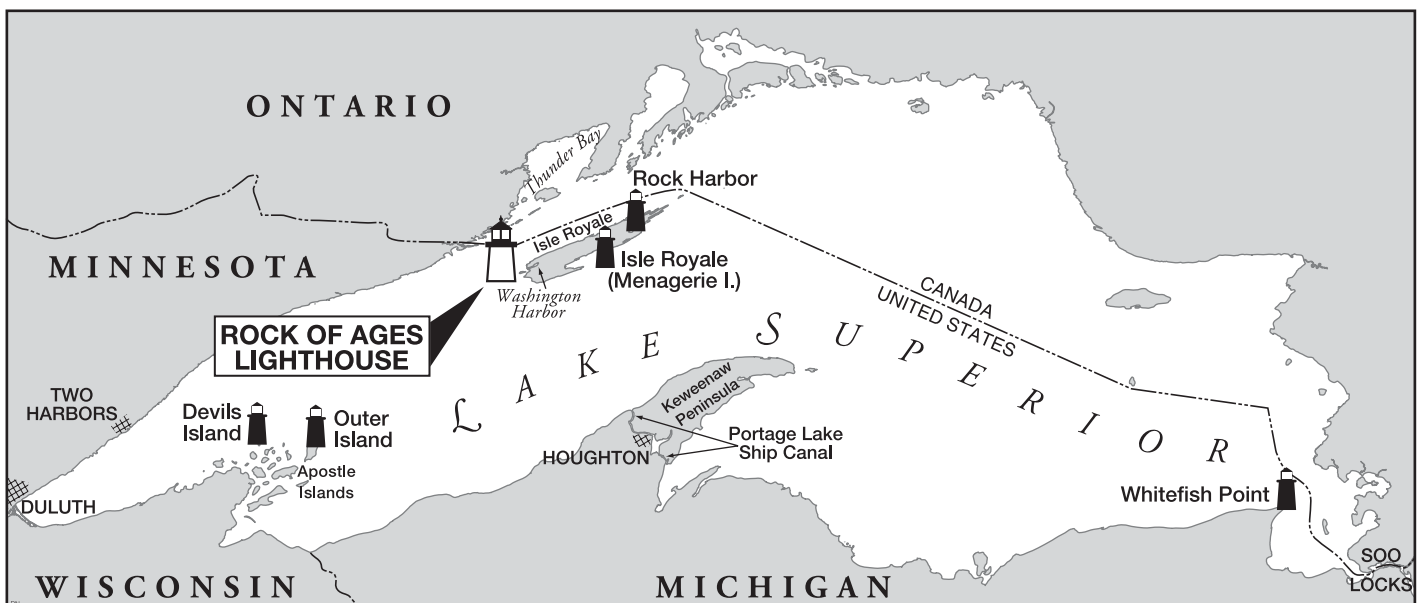 ONTARIO
Thunder Bay
Rock Harbor
Isle Royale
MINNESOTA
Isle Royale
(Menagerie I.)
Washington
Harbor
CANADA
UNITED STATES
ROCK OF AGES
LIGHTHOUSE
LAKE SUPERIOR
TWO
HARBORS
Devils
Island
Outer
Island
Keweenaw
Peninsula
Portage Lake
Ship Canal
HOUGHTON
Apostle
Islands
Whitefish Point
DULUTH
SOO
LOCKS
WISCONSIN
MICHIGAN